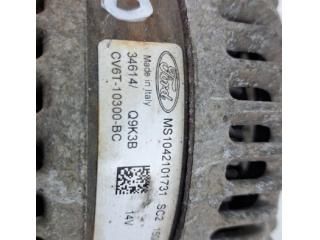 Ford
Made in Italy
MS1042101731 SC2
34614/ Q9K3B
CV6T-10300-BC 14V